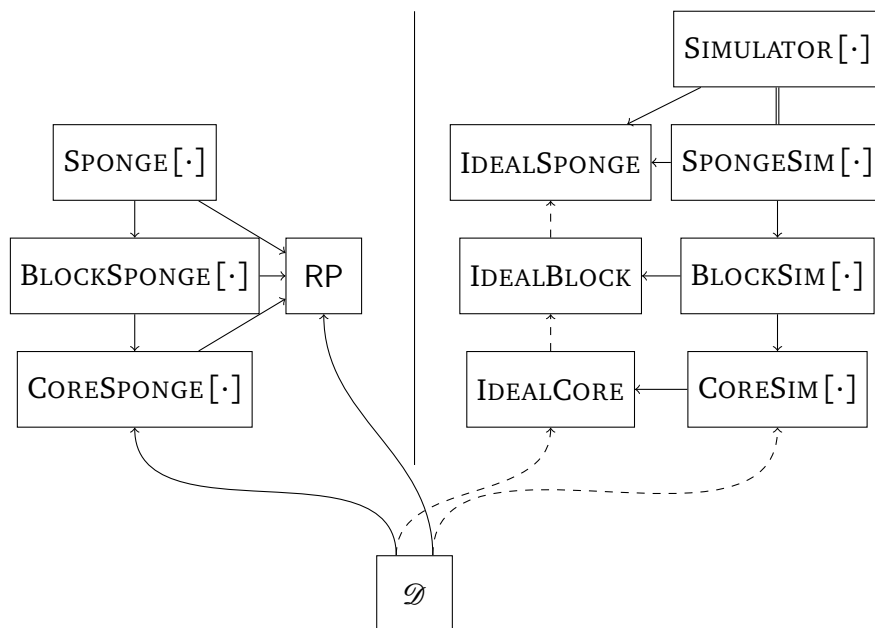 SIMULATOR[·]
SPONGE[·]
IDEALSPONGE
SPONGESIM[·]
BLOCKSPONGE[·]
RP
IDEALBLOCK
BLOCKSIM[·]
CORESPONGE[·]
IDEALCORE
CORESIM[·]
𝒟